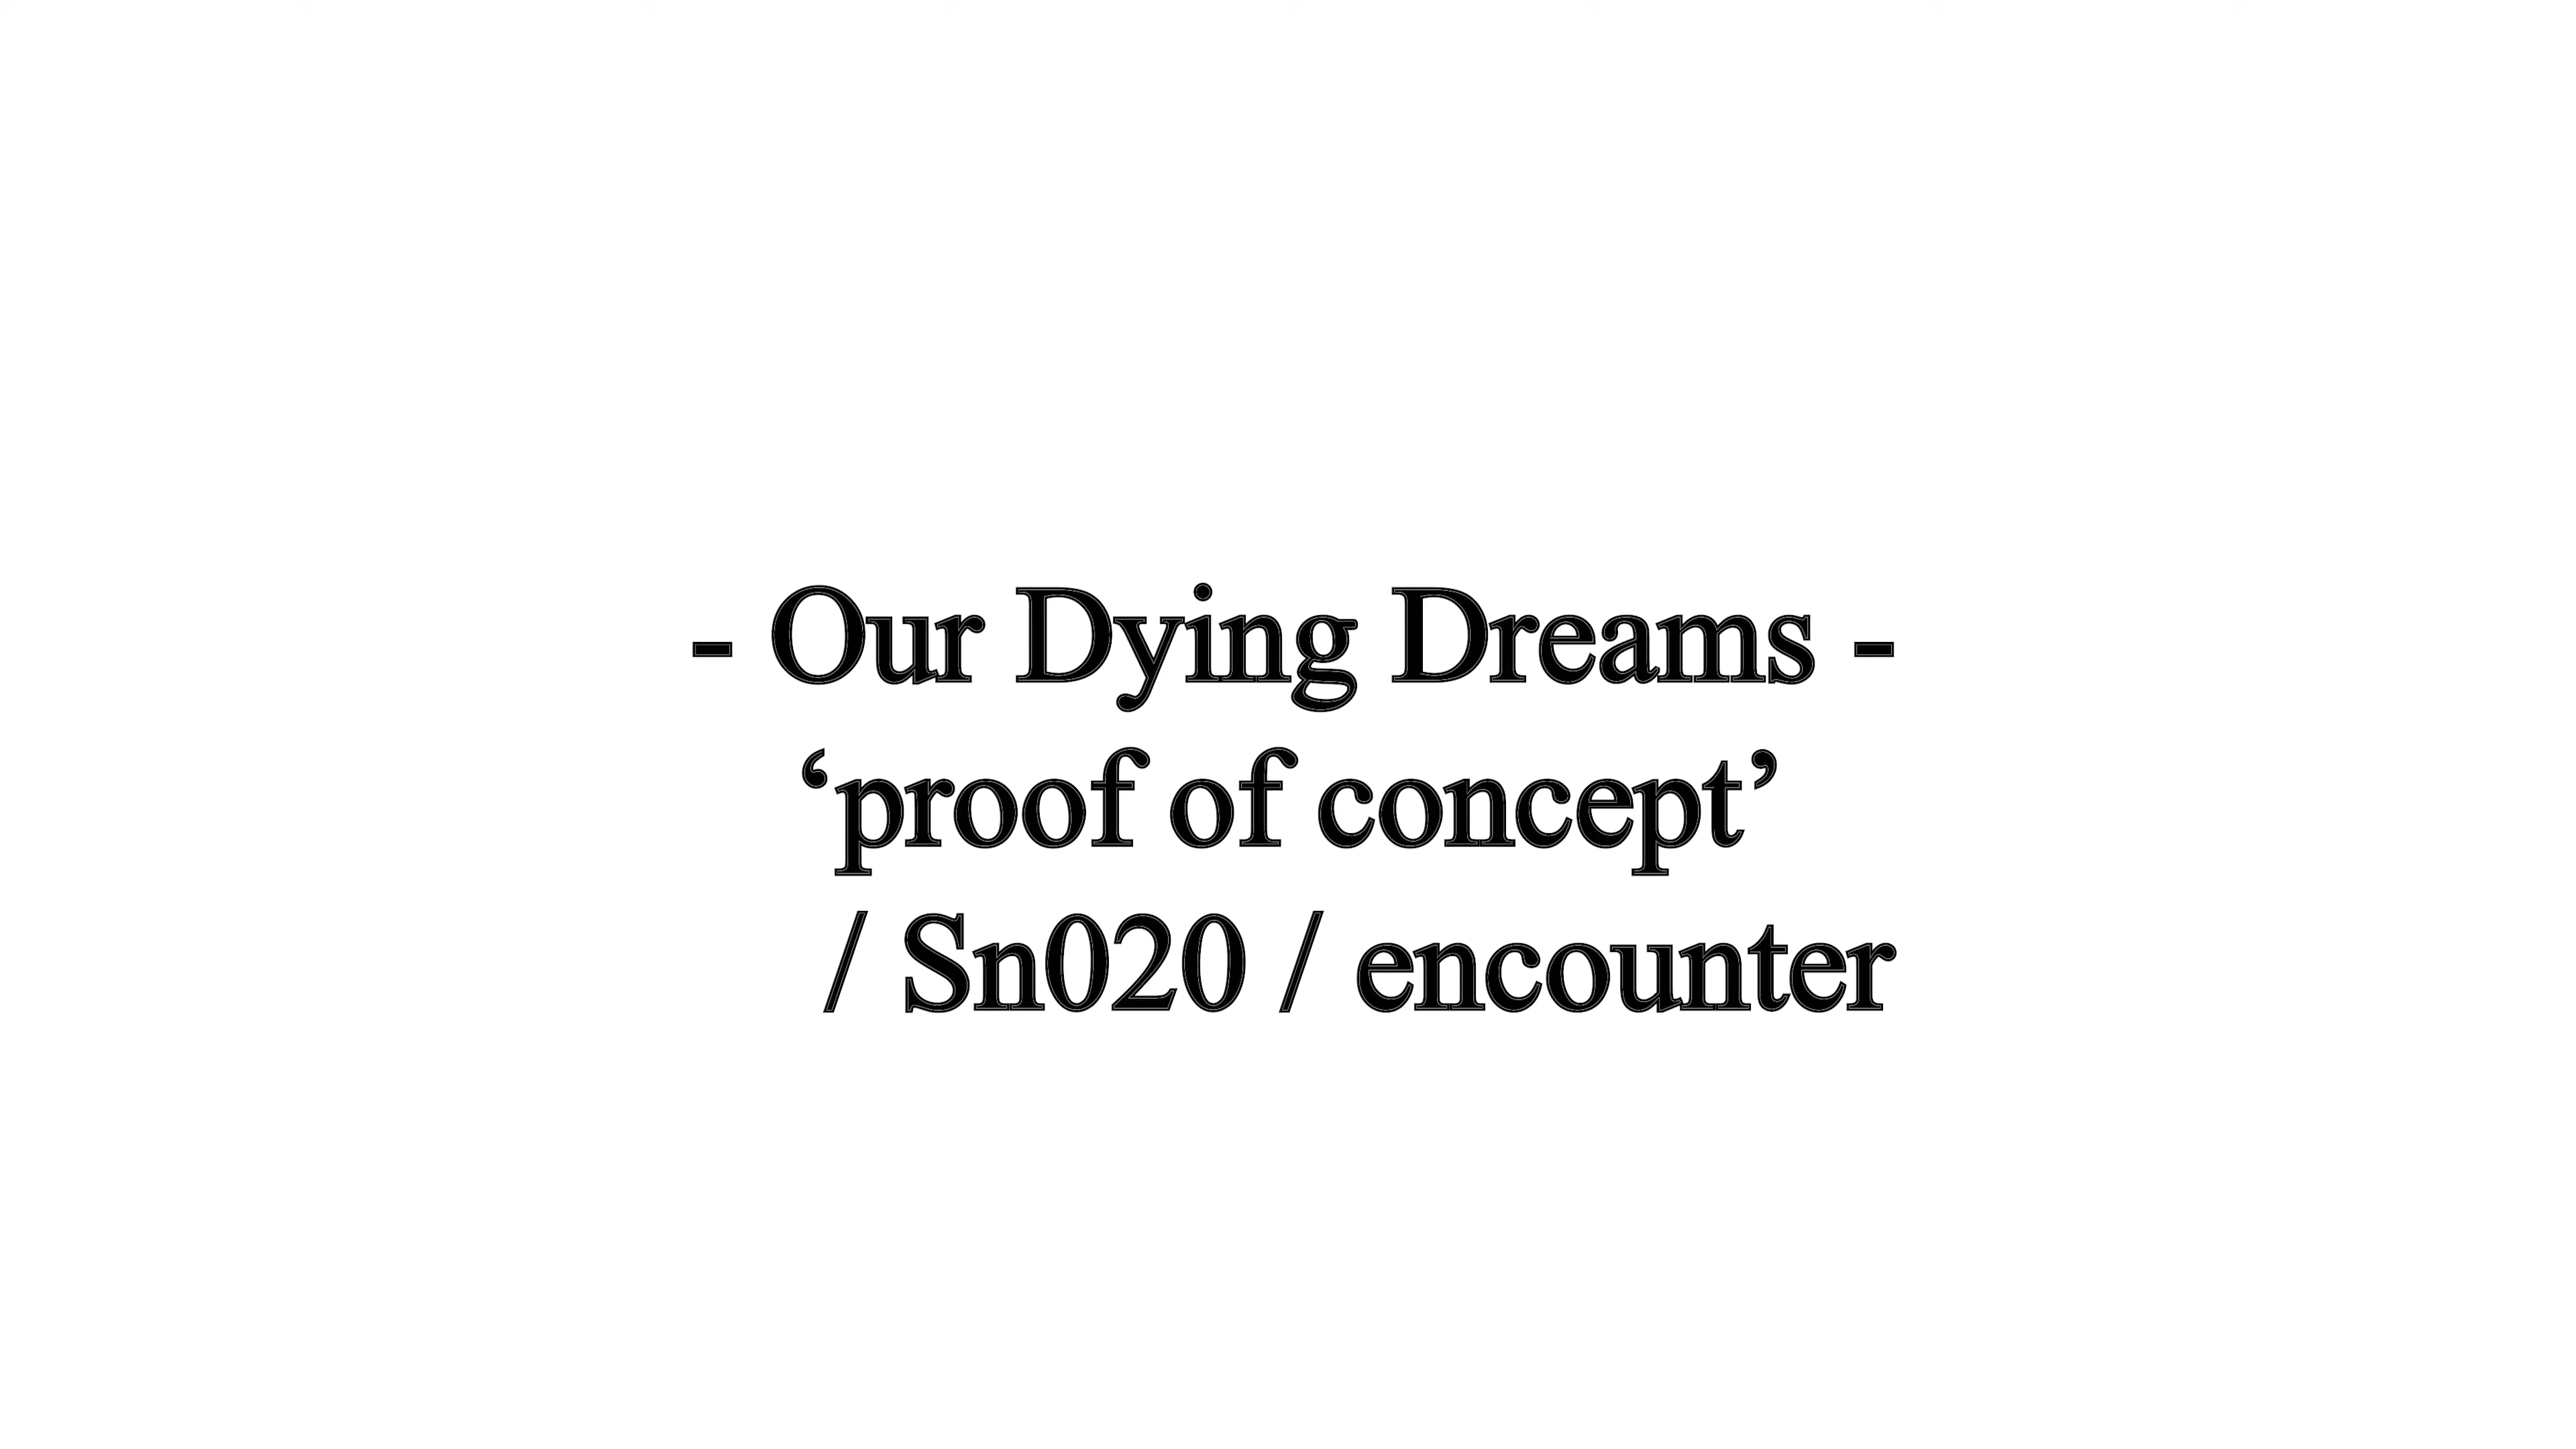 - Our Dying Dreams -
‘proof of concept’
/ Sn020 / encounter